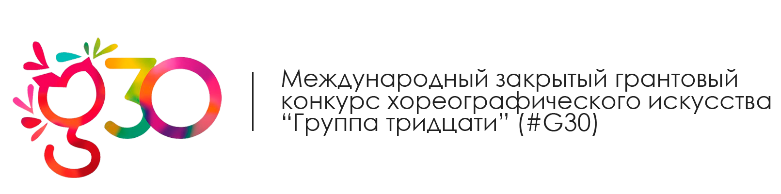 g30
Международный закрытый грантовый
конкурс хореографического искусства
“Группа тридцати” (#G30)